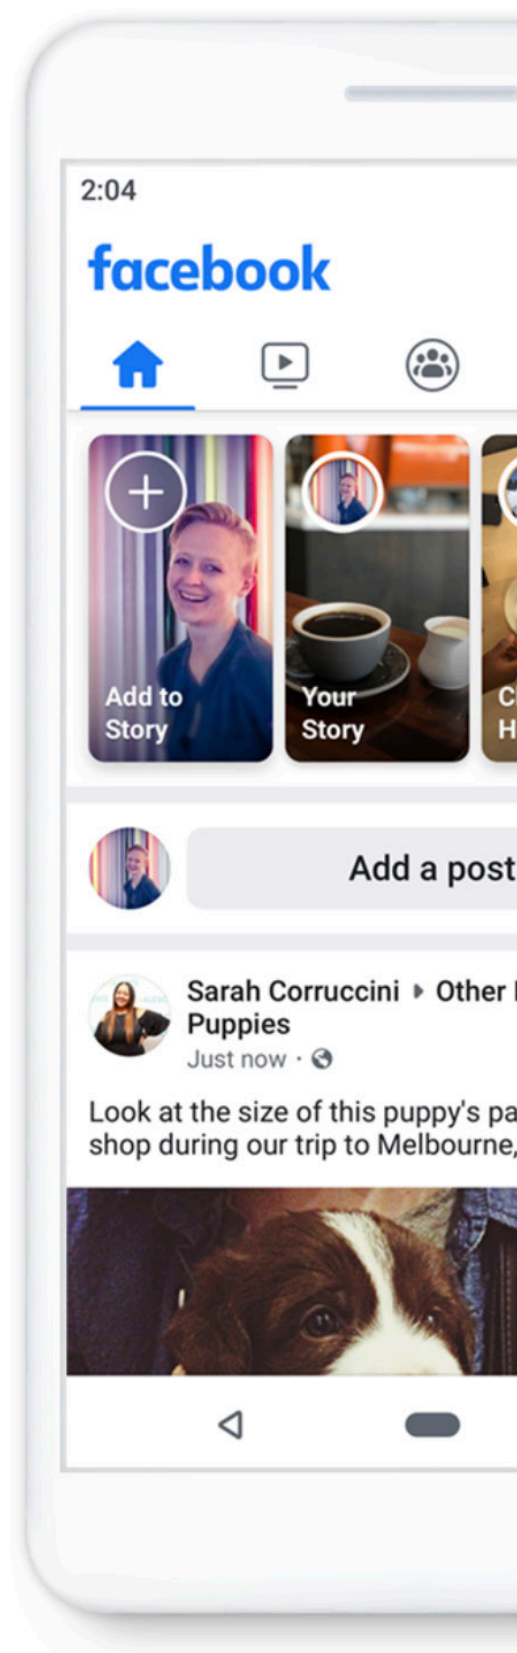 2:04
facebook
Add to
Story
Your
Story
Add a post
Sarah Corruccini Other
Puppies
Just now ·
Look at the size of this puppy's
shop during our trip to Melbourne,